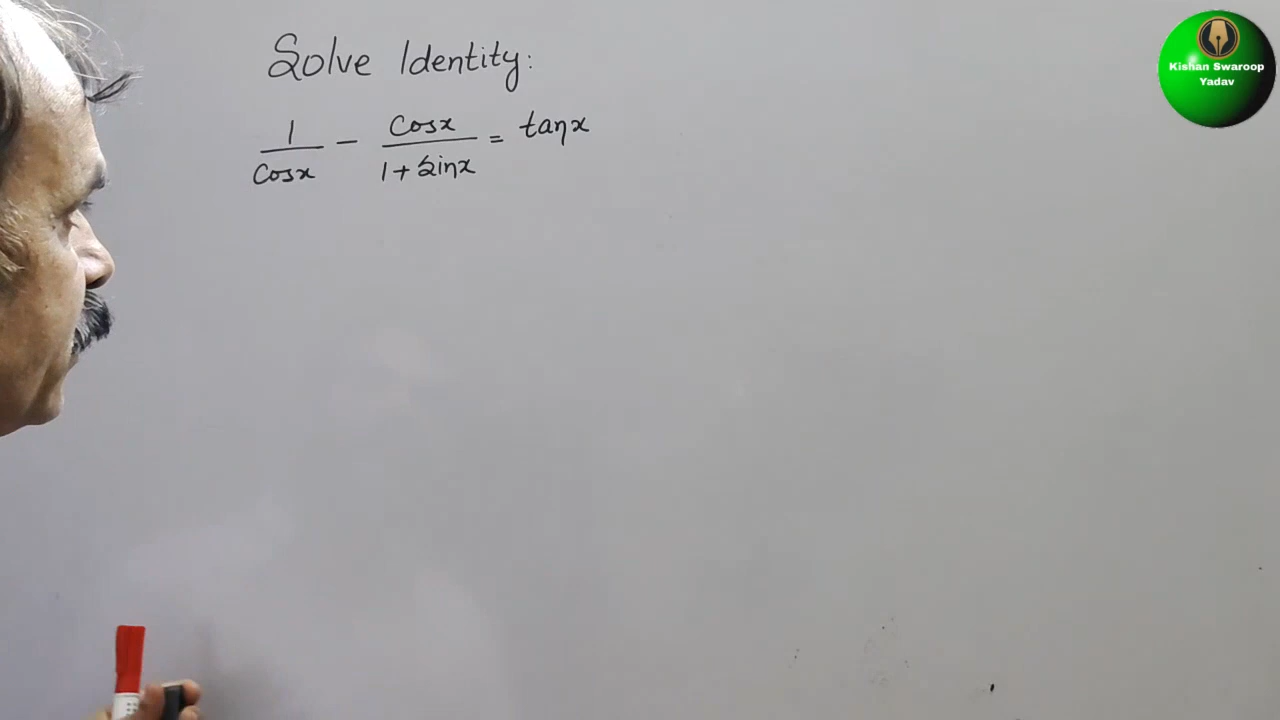 Solve Identity:
1/Cosx - Cosx/1+Sinx = tanx
Kishan Swaroop
Yadav